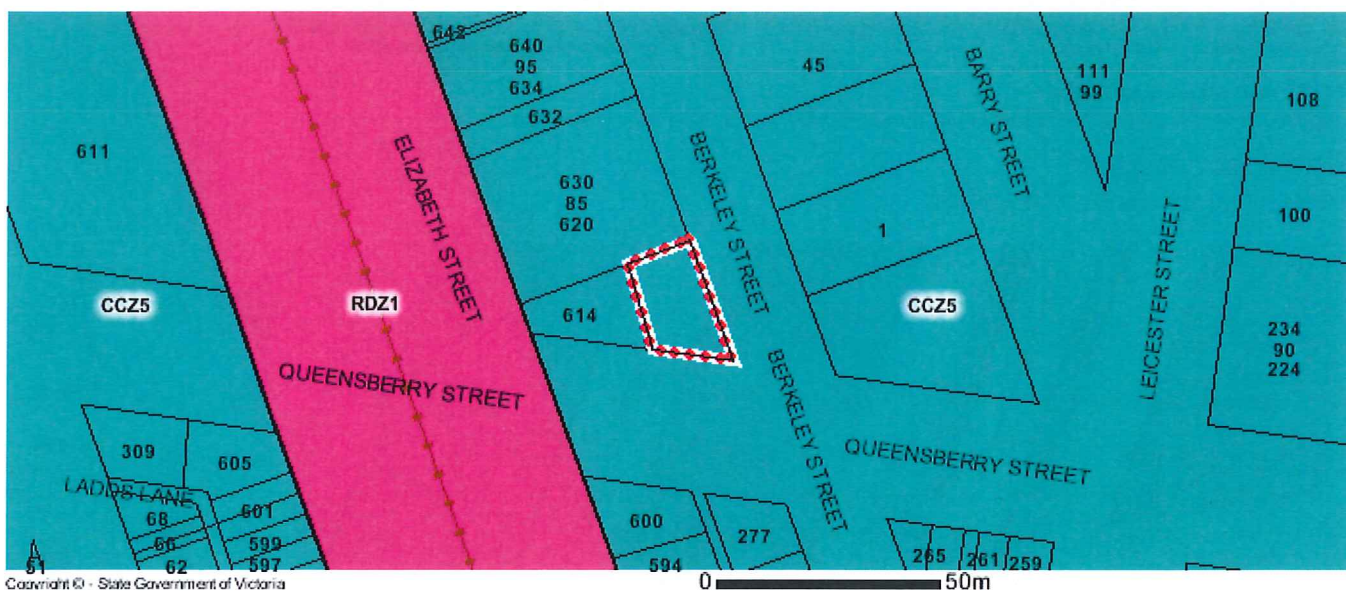 642
640
95
634
632
45
111
99
108
BARRY STREET
611
ELIZABETH STREET
BERKELEY STREET
630
85
620
1
100
LEICESTER STREET
CCZ5
RDZ1
614
CCZ5
234
90
224
QUEENSBERRY STREET
BERKELEY STREET
QUEENSBERRY STREET
309
605
LADDS LANE
68
601
66
599
62
597
51
600
594
277
265
261
259
Copyright © - State Government of Victoria
0
50m